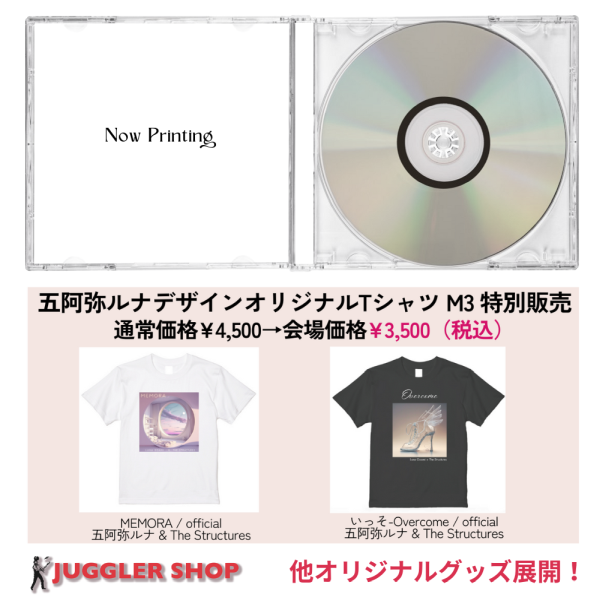 Now Printing
五阿弥ルナデザインオリジナルTシャツ M3 特別販売
通常価格¥4,500→会場価格¥3,500（税込）
MEMORA
Overcome
MEMORA / official
五阿弥ルナ & The Structures
いっそ-Overcome / official
五阿弥ルナ & The Structures
JUGGLER SHOP
他オリジナルグッズ展開！